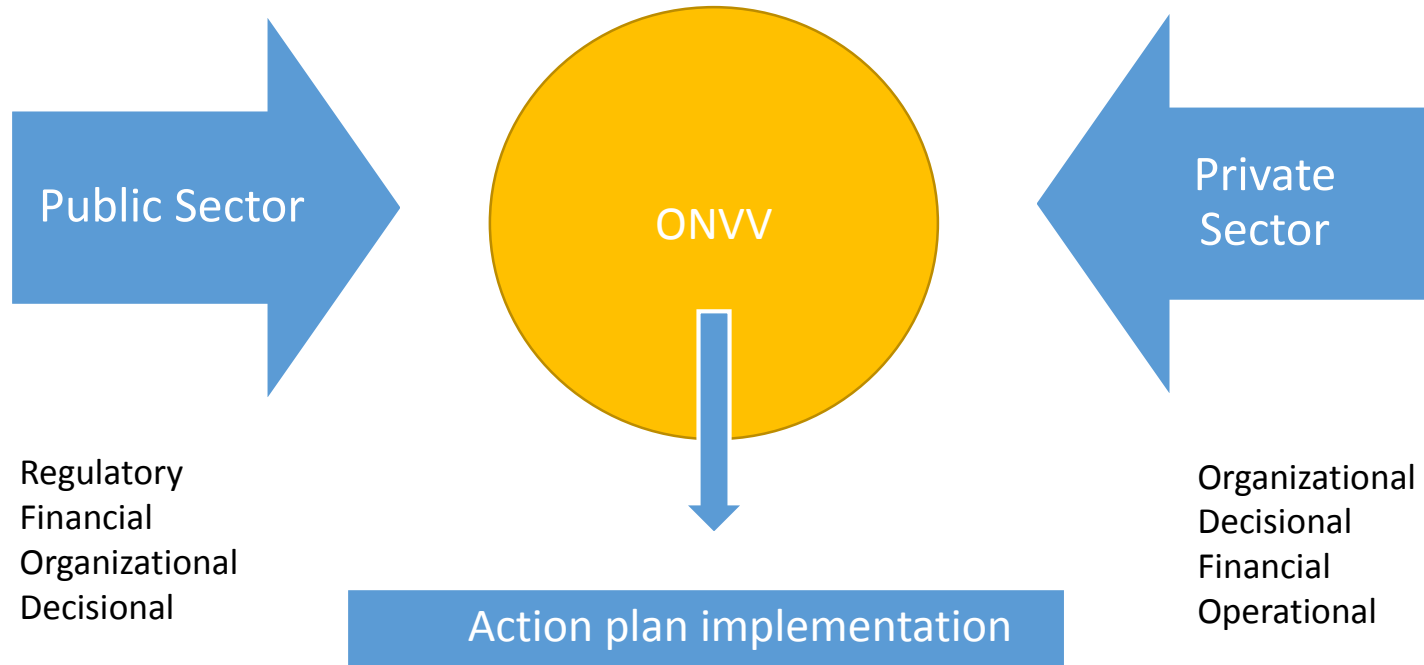 Public Sector
ONVV
Private
Sector
Regulatory
Financial
Organizational
Decisional
Organizational
Decisional
Financial
Operational
Action plan implementation